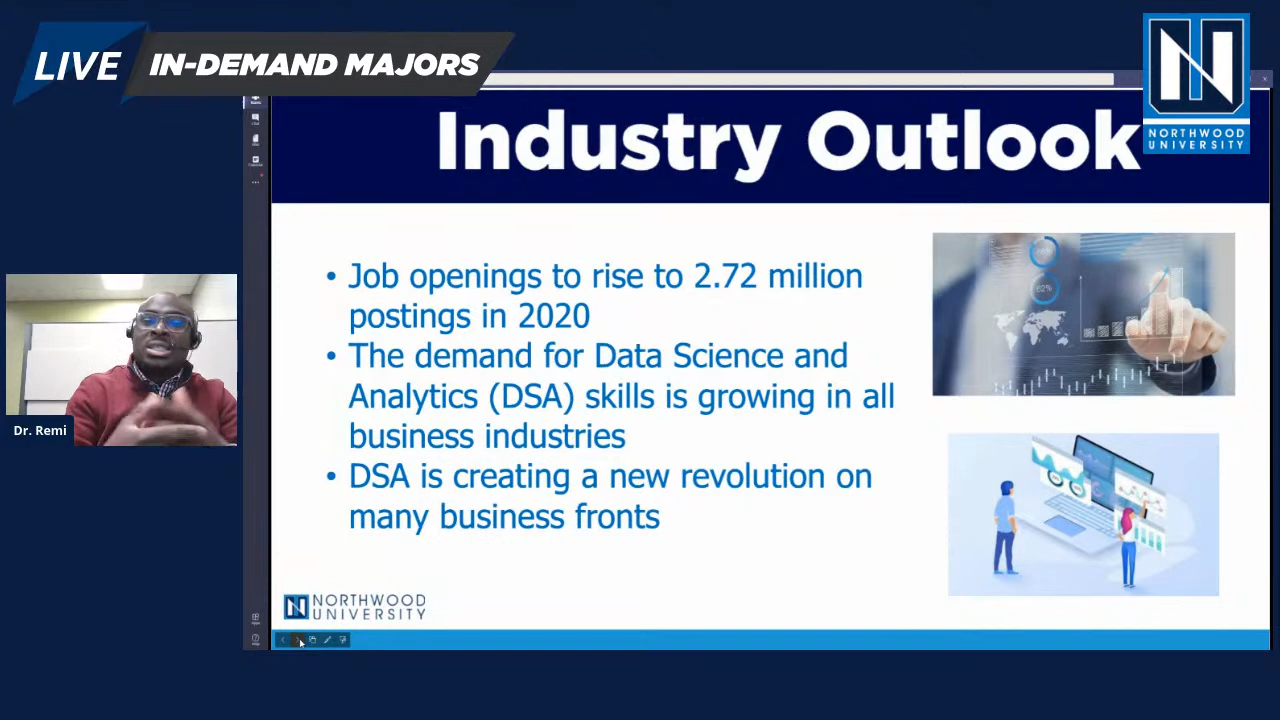 LIVE
IN-DEMAND MAJORS
NORTHWOOD
UNIVERSITY
Industry Outlook
• Job openings to rise to 2.72 million
postings in 2020
• The demand for Data Science and
Analytics (DSA) skills is growing in all
business industries
• DSA is creating a new revolution on
many business fronts
62%
Dr. Remi
NORTHWOOD
UNIVERSITY